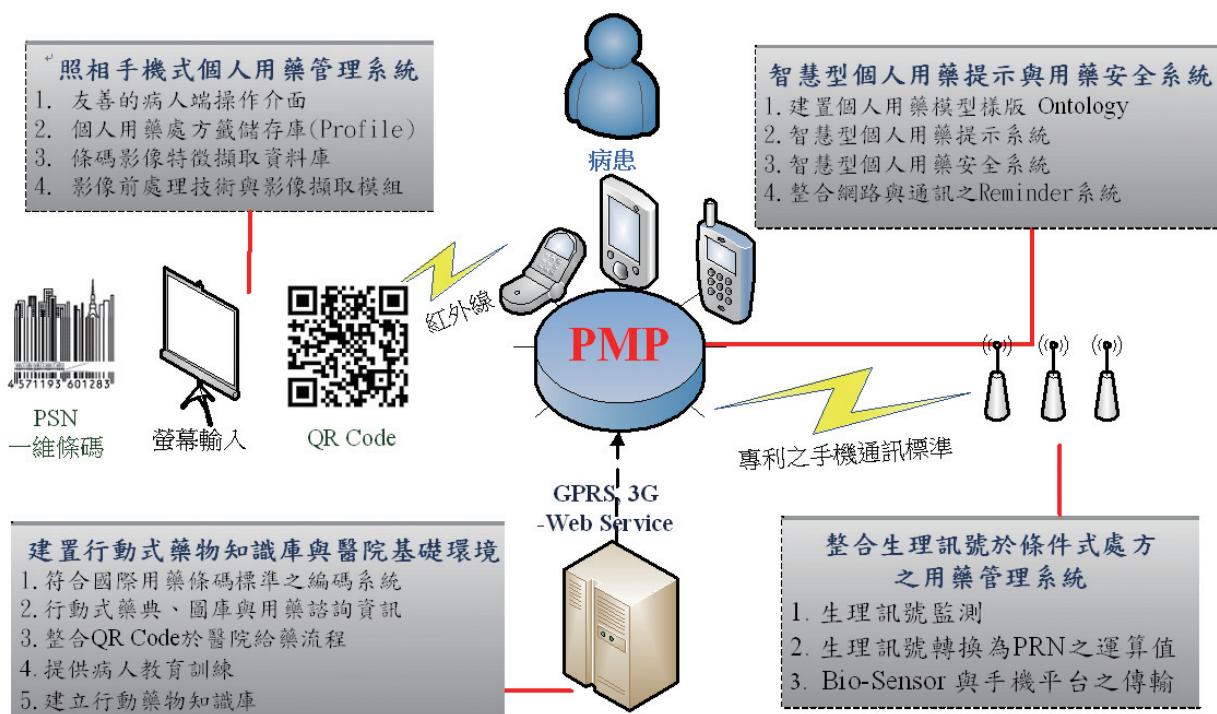 照相手機式個人用藥管理系統
1. 友善的病人端操作介面
2. 個人用藥處方籤儲存庫(Profile)
3. 條碼影像特徵擷取資料庫
4. 影像前處理技術與影像擷取模組
病患
智慧型個人用藥提示與用藥安全系統
1.建置個人用藥模型樣版 Ontology
2.智慧型個人用藥提示系統
3.智慧型個人用藥安全系統
4.整合網路與通訊之Reminder系統
紅外線
PMP
4 571193 601283
PSN
一維條碼
螢幕輸入
QR Code
專利之手機通訊標準
GPRS, 3G
-Web Service
建置行動式藥物知識庫與醫院基礎環境
1.符合國際用藥條碼標準之編碼系統
2.行動式藥典、圖庫與用藥諮詢資訊
3.整合QR Code於醫院給藥流程
4.提供病人教育訓練
5.建立行動藥物知識庫
整合生理訊號於條件式處方
之用藥管理系統
1. 生理訊號監測
2. 生理訊號轉換為PRN之運算值
3. Bio-Sensor 與手機平台之傳輸